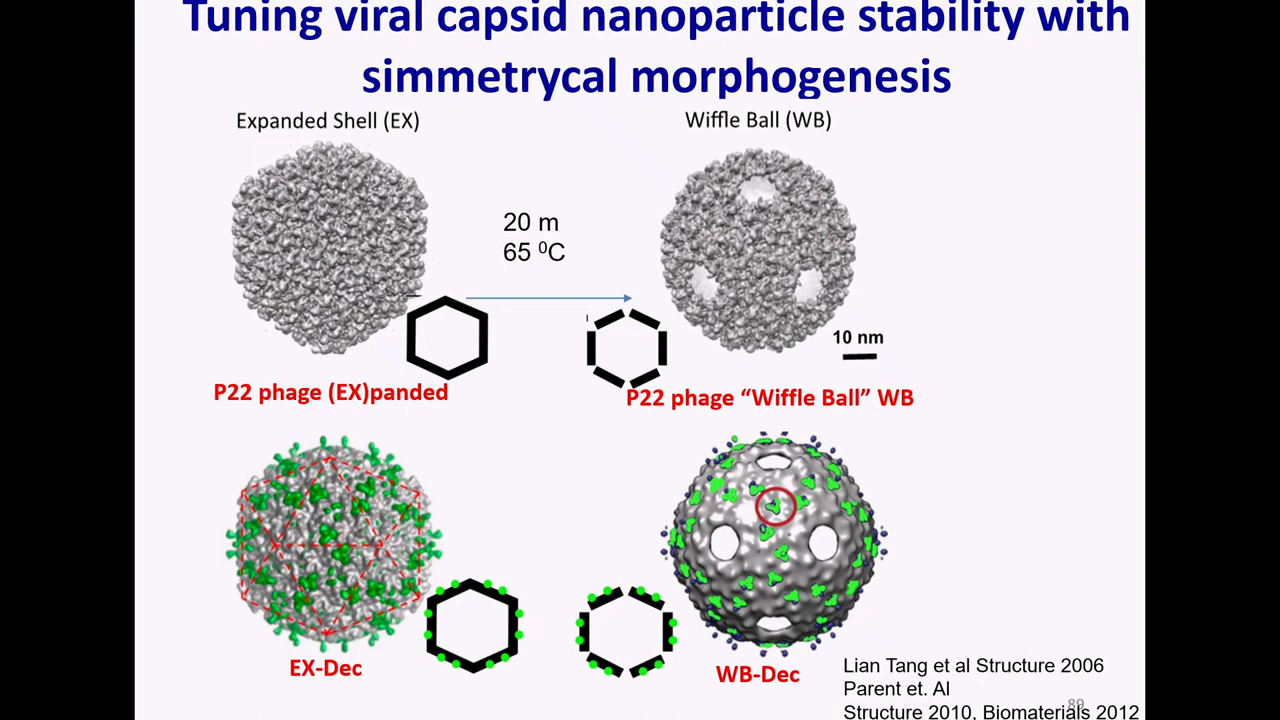 Tuning viral capsid nanoparticle stability with
simmetrycal morphogenesis
Expanded Shell (EX)
Wiffle Ball (WB)
20 m
65 ⁰C
10 nm
P22 phage (EX)panded
P22 phage “Wiffle Ball” WB
EX-Dec
WB-Dec
Lian Tang et al Structure 2006
Parent et. Al
Structure 2010, Biomaterials 2012
89